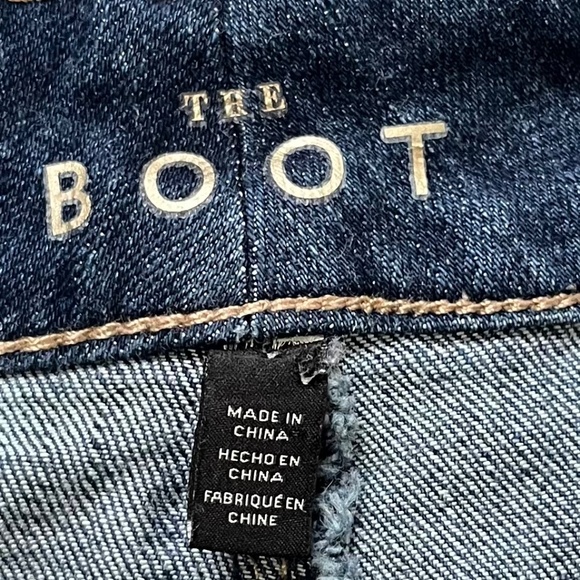 THE
BOOT
MADE IN
CHINA
HECHO EN
CHINA
FABRIQUÉ EN
CHINE